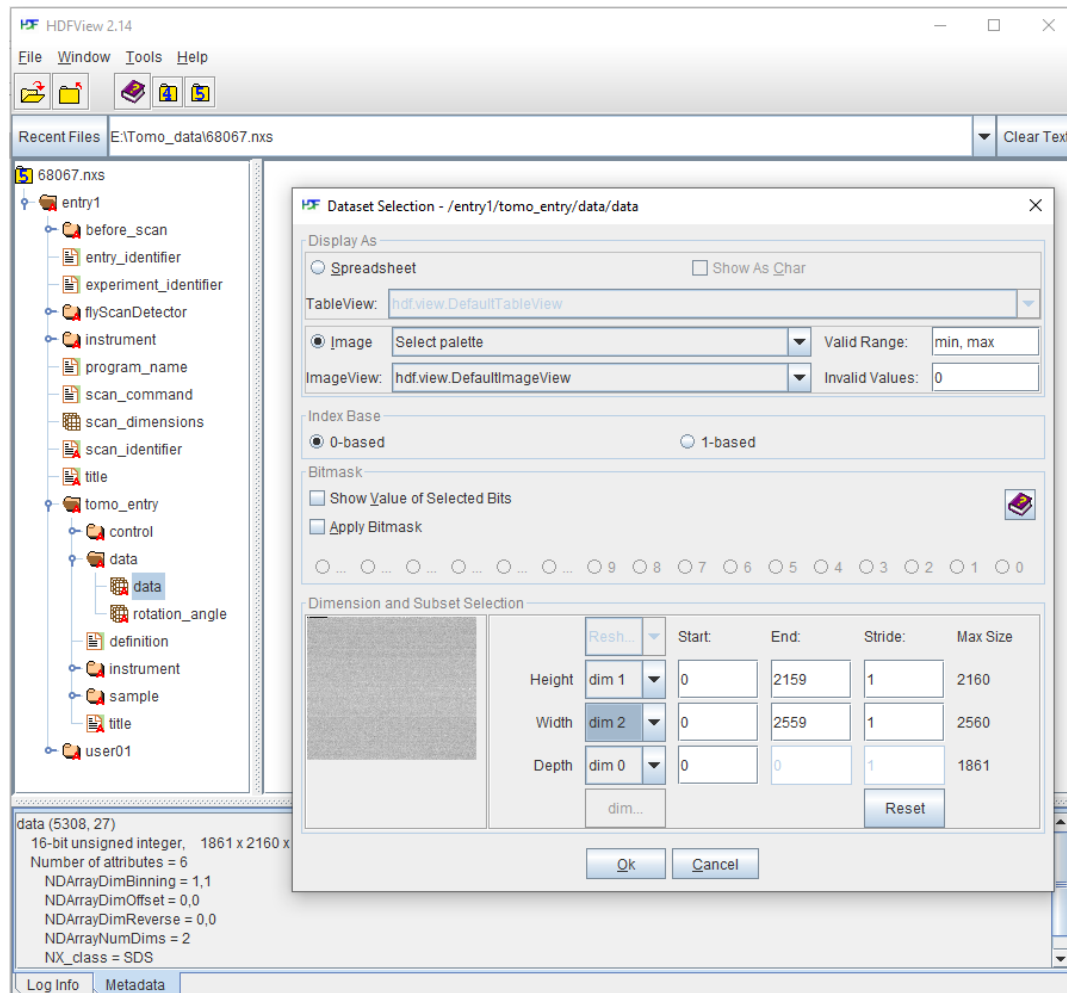 HDFView 2.14
File Window Tools Help
4 5
Recent Files E:\Tomo_data\68067.nxs Clear Text
5 68067.nxs
entry1
before_scan
entry_identifier
experiment_identifier
flyScanDetector
instrument
program_name
scan_command
scan_dimensions
scan_identifier
title
tomo_entry
control
data
data
rotation_angle
definition
instrument
sample
title
user01
HDF Dataset Selection - /entry1/tomo_entry/data/data
Display As
Spreadsheet Show As Char
TableView: hdf.view.DefaultTableView
Image Select palette Valid Range: min, max
ImageView: hdf.view.DefaultImageView Invalid Values: 0
Index Base
0-based 1-based
Bitmask
Show Value of Selected Bits
Apply Bitmask
... ... ... ... ... ... 9 8 7 6 5 4 3 2 1 0
Dimension and Subset Selection
Resh... Start: End: Stride: Max Size
Height dim 1 0 2159 1 2160
Width dim 2 0 2559 1 2560
Depth dim 0 0 0 1 1861
dim... Reset
Ok Cancel
data (5308, 27)
16-bit unsigned integer, 1861 x 2160 x
Number of attributes = 6
NDArrayDimBinning = 1,1
NDArrayDimOffset = 0,0
NDArrayDimReverse = 0,0
NDArrayNumDims = 2
NX_class = SDS
Log Info Metadata